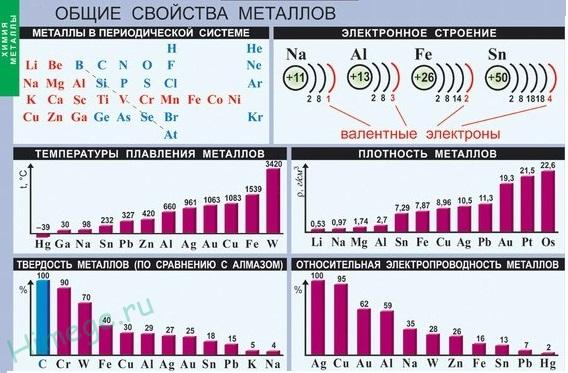 ХИМИЯ
МЕТАЛЛЫ
ОБЩИЕ СВОЙСТВА МЕТАЛЛОВ
МЕТАЛЛЫ В ПЕРИОДИЧЕСКОЙ СИСТЕМЕ
H He
Li Be B C N O F Ne
Na Mg Al Si P S Cl Ar
K Ca Sc Ti V Cr Mn Fe Co Ni
Cu Zn Ga Ge As Se Br Kr
At
ЭЛЕКТРОННОЕ СТРОЕНИЕ
Na Al Fe Sn
+11 +13 +26 +50
2 8 1 2 8 3 2 8 14 2 2 8 18 18 4
валентные электроны
ТЕМПЕРАТУРЫ ПЛАВЛЕНИЯ МЕТАЛЛОВ
t, °C
-39 30 98 232 327 420 660 961 1063 1083 1539 3420
Hg Ga Na Sn Pb Zn Al Ag Au Cu Fe W
ПЛОТНОСТЬ МЕТАЛЛОВ
ρ, г/см³
0,53 0,97 1,74 2,7 7,29 7,87 8,96 10,5 11,3 19,3 21,5 22,6
Li Na Mg Al Sn Fe Cu Ag Pb Au Pt Os
ТВЕРДОСТЬ МЕТАЛЛОВ (ПО СРАВНЕНИЮ С АЛМАЗОМ)
%
100 90 70 40 30 29 27 25 18 15 5 4
C Cr W Fe Cu Al Ag Zn Au Sn Pb K Na
ОТНОСИТЕЛЬНАЯ ЭЛЕКТРОПРОВОДНОСТЬ МЕТАЛЛОВ
%
100 95 62 59 35 28 26 16 13 7 2
Ag Cu Au Al Na W Zn Fe Sn Pb Hg
Himege.ru